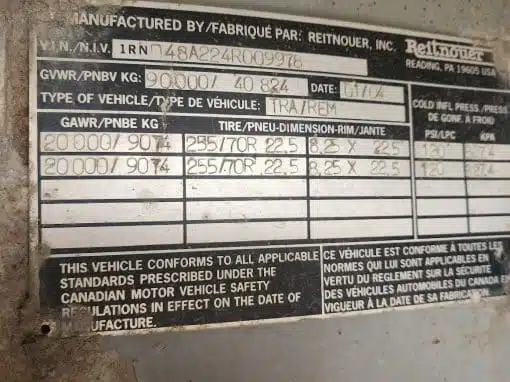 MANUFACTURED BY/FABRIQUÉ PAR: REITNOUER, INC.
Reitnouer
READING, PA 19605 USA
V.I.N./N.I.V. 1RN048A224R009978
GVWR/PNBV KG: 90000/ 40 824 DATE: 01/04
TYPE OF VEHICLE/TYPE DE VÉHICULE: TRA/REM
COLD INFL PRESS/PRESS
DE GONF. À FROID
GAWR/PNBE KG TIRE/PNEU-DIMENSION-RIM/JANTE PSI/LPC KPA
20000/ 9074 255/70R 22.5 8.25 X 22.5 120
20000/ 9074 255/70R 22.5 8.25 X 22.5 120
THIS VEHICLE CONFORMS TO ALL APPLICABLE
STANDARDS PRESCRIBED UNDER THE
CANADIAN MOTOR VEHICLE SAFETY
REGULATIONS IN EFFECT ON THE DATE OF
MANUFACTURE.
CE VÉHICULE EST CONFORME À TOUTES LES
NORMES QUI LUI SONT APPLICABLES EN
VERTU DU REGLEMENT SUR LA SÉCURITÉ
DES VÉHICULES AUTOMOBILES DU CANADA EN
VIGUEUR À LA DATE DE SA FABRICA